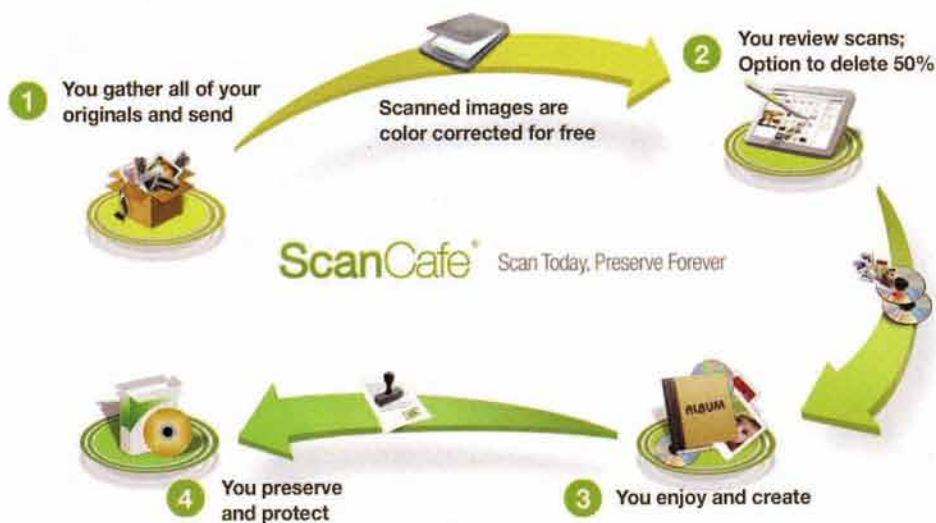 1
You gather all of your
originals and send
Scanned images are
color corrected for free
2
You review scans;
Option to delete 50%
ScanCafe® Scan Today, Preserve Forever
ALBUM
3
You enjoy and create
4
You preserve
and protect